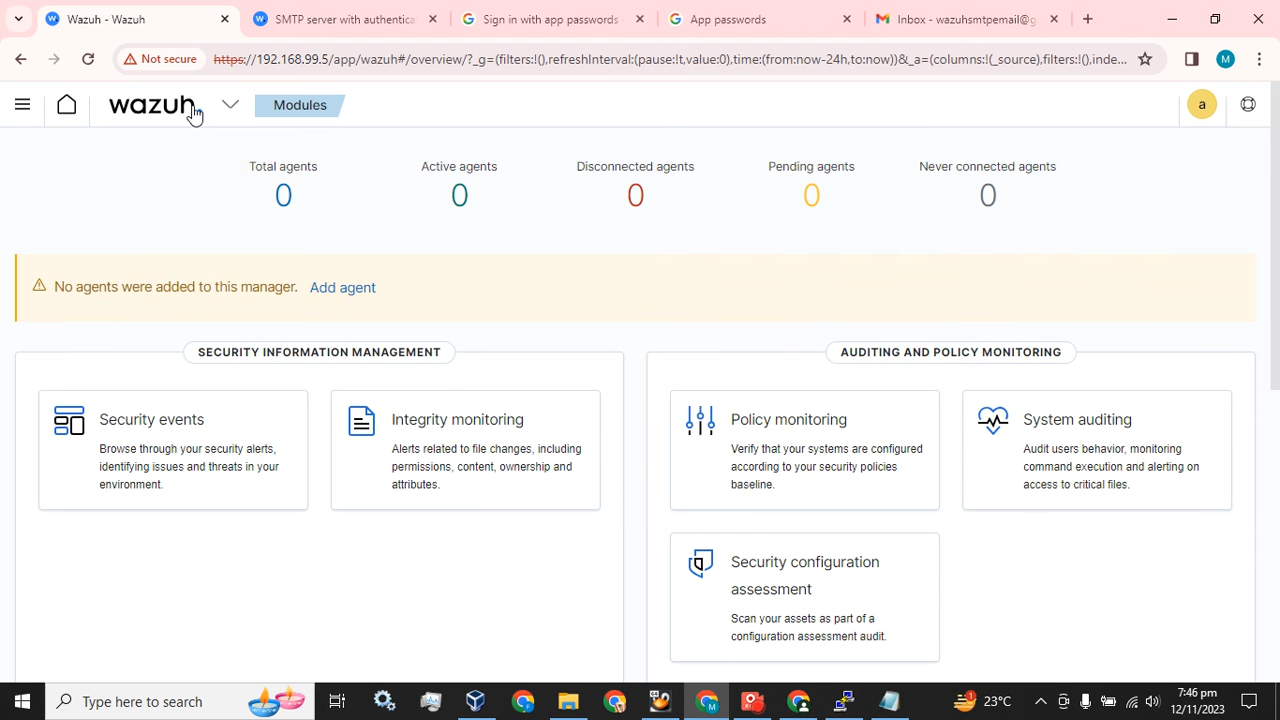 Wazuh - Wazuh
SMTP server with authentica
Sign in with app passwords
App passwords
Inbox - wazuhsmtpemail@g
Not secure
https://192.168.99.5/app/wazuh#/overview/?_g=(filters:!(),refreshInterval:(pause:!t,value:0),time:(from:now-24h,to:now))&_a=(columns:!(_source),filters:!(),inde...
M
wazuh.
Modules
a
Total agents
Active agents
Disconnected agents
Pending agents
Never connected agents
0
0
0
0
0
No agents were added to this manager. Add agent
SECURITY INFORMATION MANAGEMENT
Security events
Browse through your security alerts,
identifying issues and threats in your
environment.
Integrity monitoring
Alerts related to file changes, including
permissions, content, ownership and
attributes.
AUDITING AND POLICY MONITORING
Policy monitoring
Verify that your systems are configured
according to your security policies
baseline.
System auditing
Audit users behavior, monitoring
command execution and alerting on
access to critical files.
Security configuration
assessment
Scan your assets as part of a
configuration assessment audit.
Type here to search
23°C
7:46 pm
12/11/2023